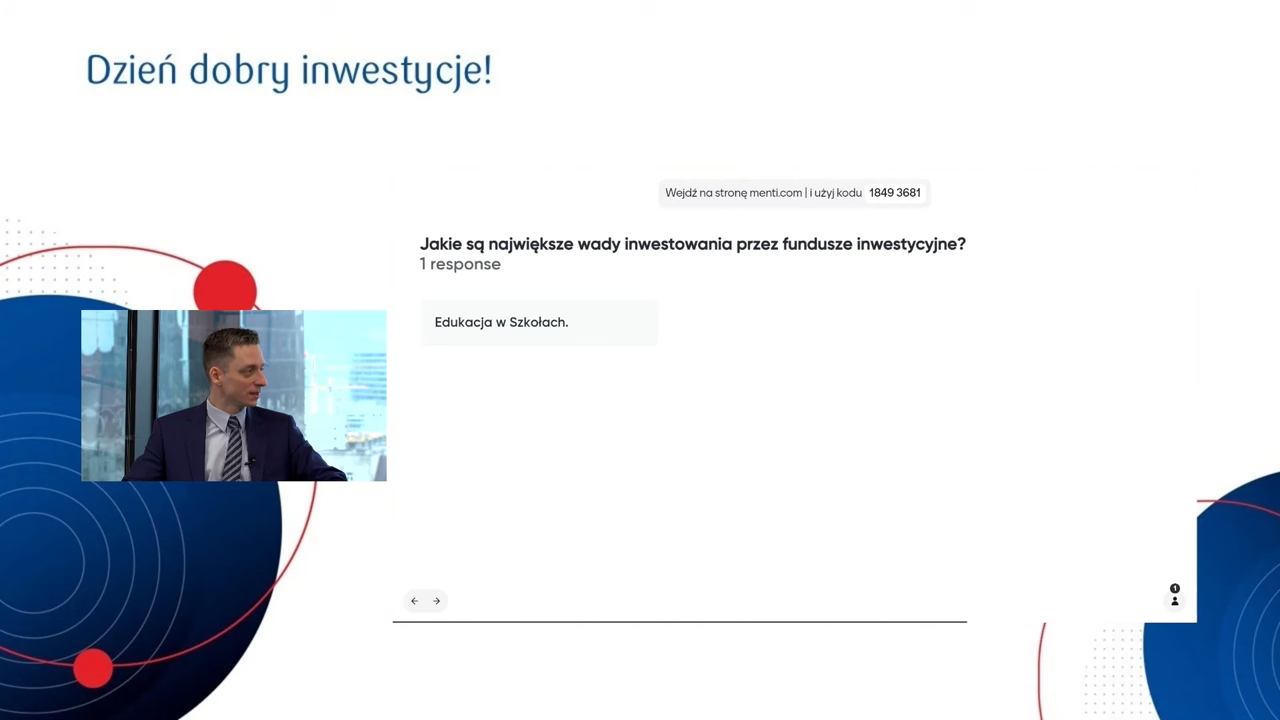 Dzień dobry inwestycje!
Wejdź na stronę menti.com | i użyj kodu 1849 3681
Jakie są największe wady inwestowania przez fundusze inwestycyjne?
1 response
Edukacja w Szkołach.
1